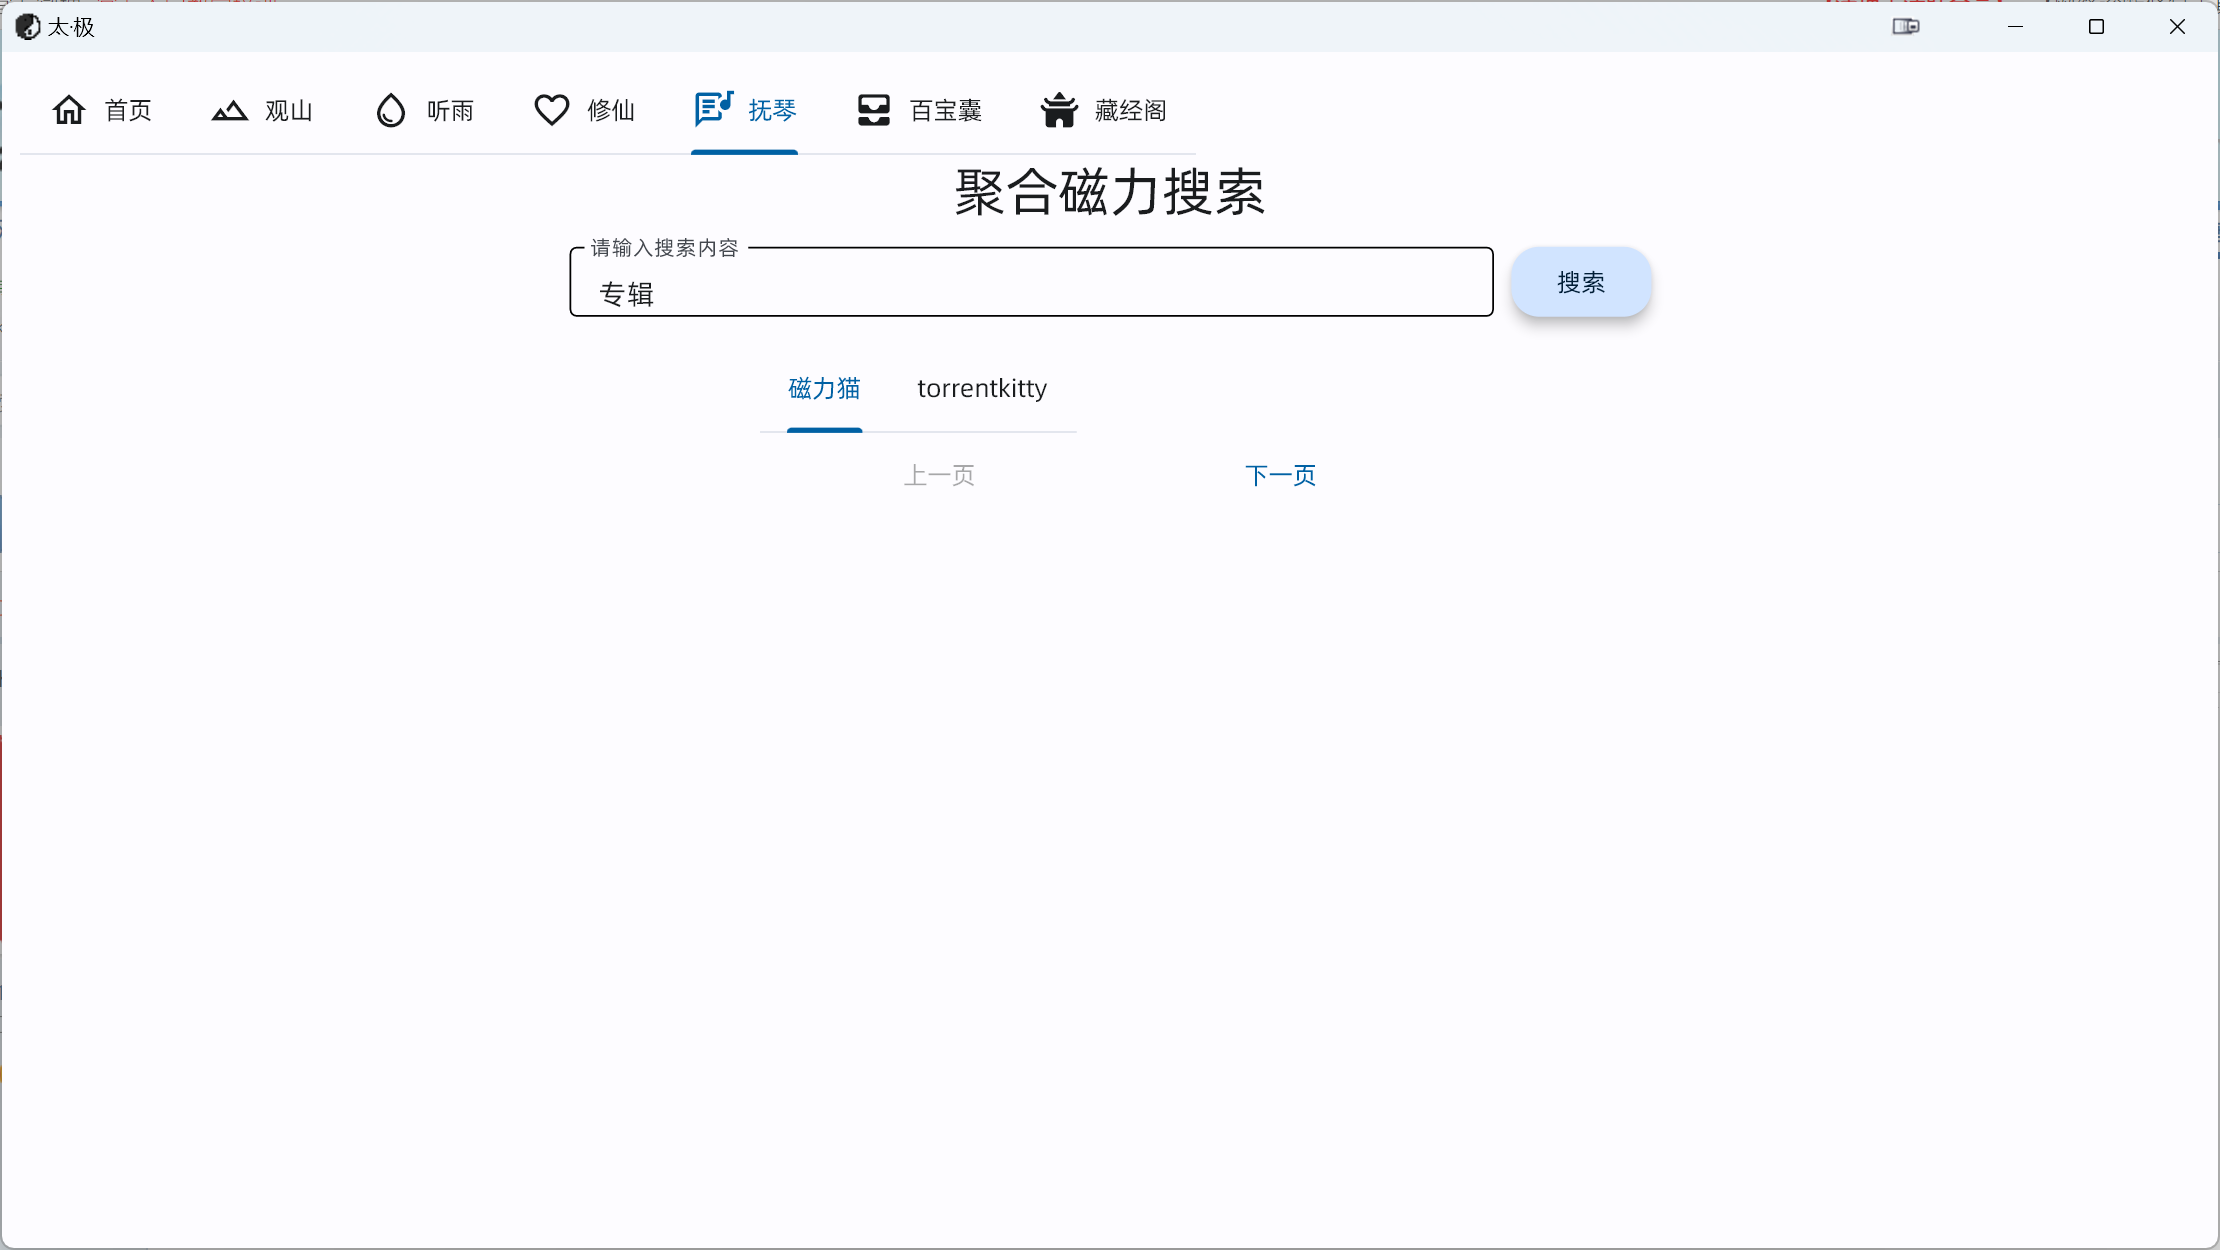 太·极
首页 观山 听雨 修仙 抚琴 百宝囊 藏经阁
聚合磁力搜索
请输入搜索内容
专辑
搜索
磁力猫 torrentkitty
上一页 下一页